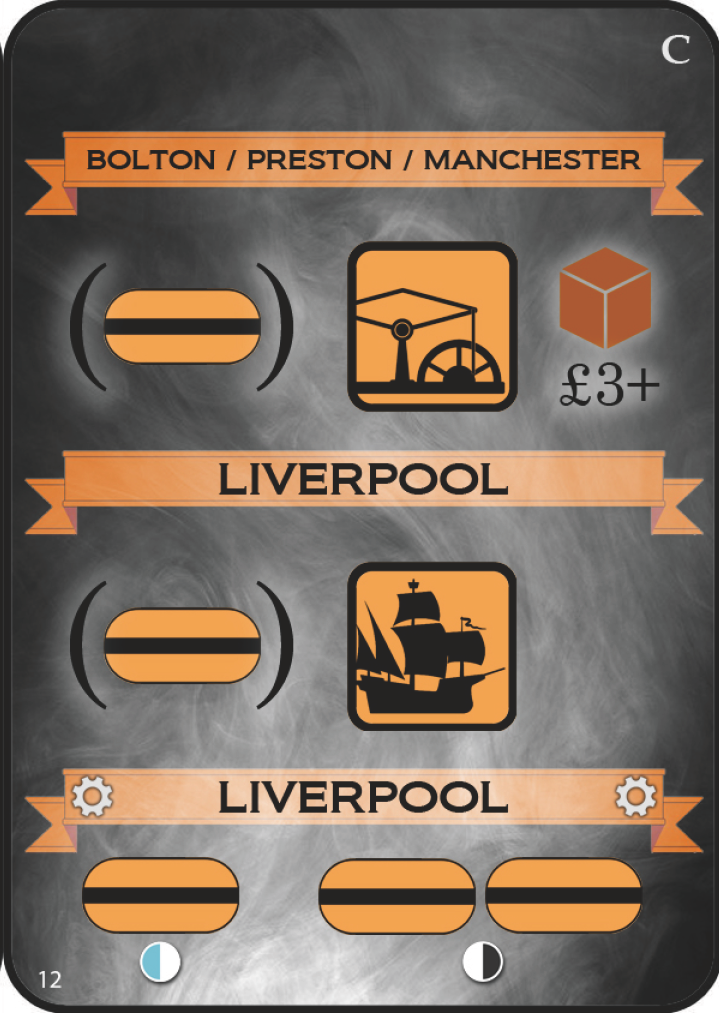 C
BOLTON / PRESTON / MANCHESTER
£3+
LIVERPOOL
LIVERPOOL
12